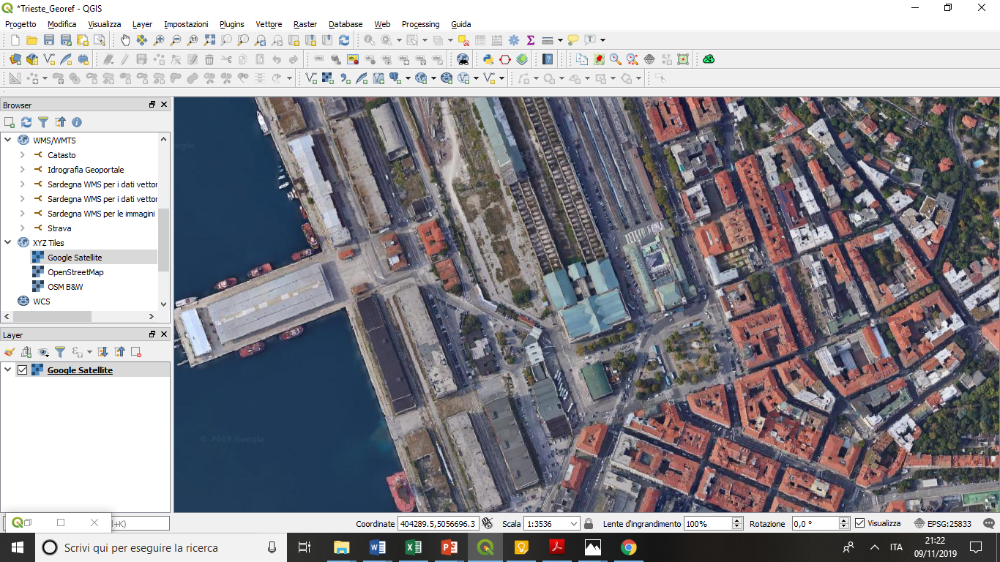 *Trieste_Georef - QGIS
Progetto Modifica Visualizza Layer Impostazioni Plugins Vettore Raster Database Web Processing Guida
Browser
WMS/WMTS
Catasto
Idrografia Geoportale
Sardegna WMS per i dati vettor
Sardegna WMS per i dati vettor
Sardegna WMS per le immagini
Strava
XYZ Tiles
Google Satellite
OpenStreetMap
OSM B&W
WCS
Layer
Google Satellite
© 2019 Google
+K)
Coordinate 404289.5,5056696.3 Scala 1:3536 Lente d'ingrandimento 100% Rotazione 0,0 ° Visualizza EPSG:25833
Scrivi qui per eseguire la ricerca
ITA
21:22
09/11/2019